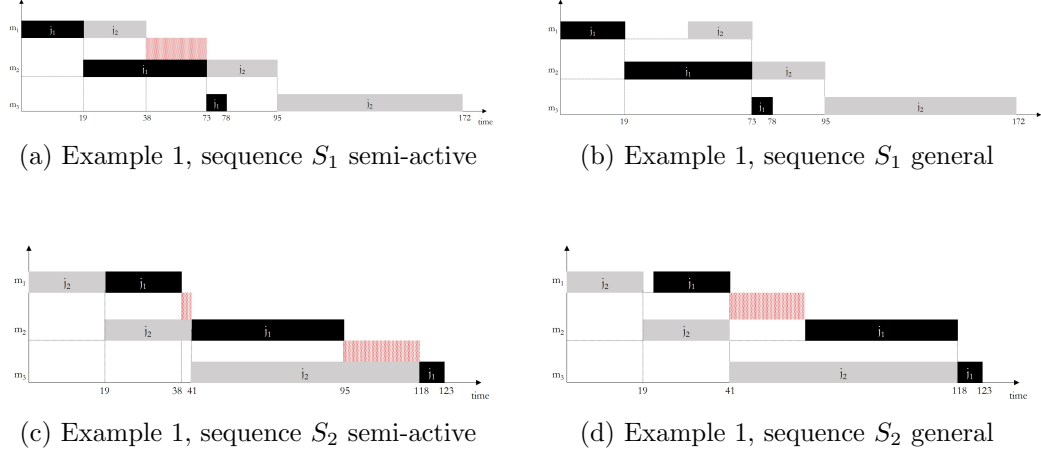 m₁ j₁ j₂
m₂ j₁ j₂
m₃ j₁ j₂
19 38 73 78 95 172 time
(a) Example 1, sequence S₁ semi-active
m₁ j₁ j₂
m₂ j₁ j₂
m₃ j₁ j₂
19 73 78 95 172
(b) Example 1, sequence S₁ general
m₁ j₂ j₁
m₂ j₂ j₁
m₃ j₂ j₁
19 38 41 95 118 123 time
(c) Example 1, sequence S₂ semi-active
m₁ j₂ j₁
m₂ j₂ j₁
m₃ j₂ j₁
19 41 118 123 time
(d) Example 1, sequence S₂ general